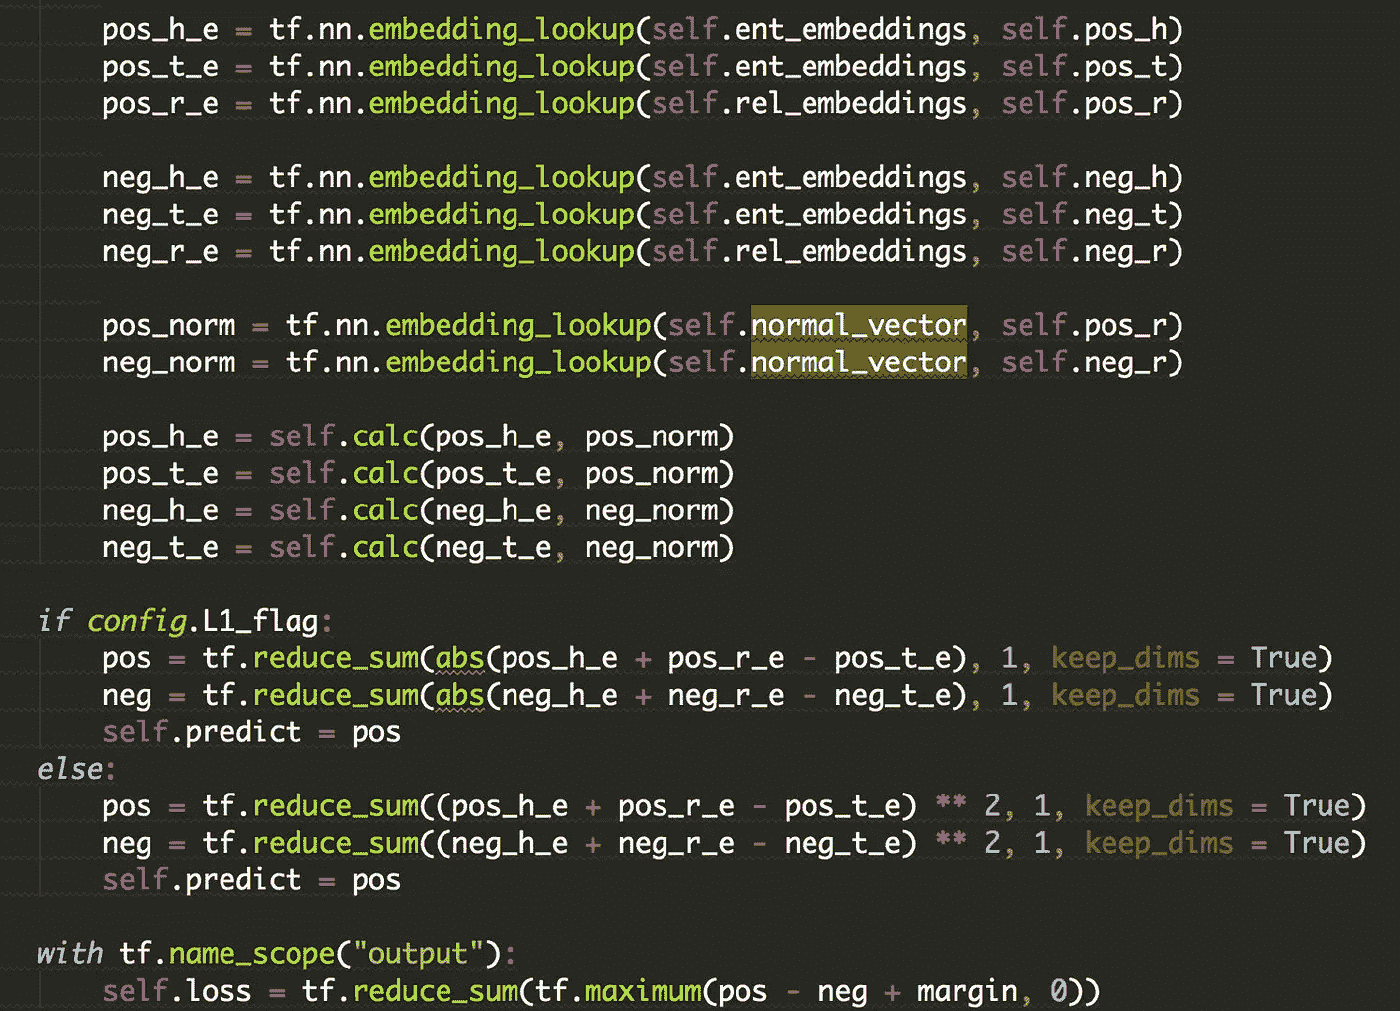 pos_h_e = tf.nn.embedding_lookup(self.ent_embeddings, self.pos_h)
pos_t_e = tf.nn.embedding_lookup(self.ent_embeddings, self.pos_t)
pos_r_e = tf.nn.embedding_lookup(self.rel_embeddings, self.pos_r)
neg_h_e = tf.nn.embedding_lookup(self.ent_embeddings, self.neg_h)
neg_t_e = tf.nn.embedding_lookup(self.ent_embeddings, self.neg_t)
neg_r_e = tf.nn.embedding_lookup(self.rel_embeddings, self.neg_r)
pos_norm = tf.nn.embedding_lookup(self.normal_vector, self.pos_r)
neg_norm = tf.nn.embedding_lookup(self.normal_vector, self.neg_r)
pos_h_e = self.calc(pos_h_e, pos_norm)
pos_t_e = self.calc(pos_t_e, pos_norm)
neg_h_e = self.calc(neg_h_e, neg_norm)
neg_t_e = self.calc(neg_t_e, neg_norm)
if config.L1_flag:
pos = tf.reduce_sum(abs(pos_h_e + pos_r_e - pos_t_e), 1, keep_dims = True)
neg = tf.reduce_sum(abs(neg_h_e + neg_r_e - neg_t_e), 1, keep_dims = True)
self.predict = pos
else:
pos = tf.reduce_sum((pos_h_e + pos_r_e - pos_t_e) ** 2, 1, keep_dims = True)
neg = tf.reduce_sum((neg_h_e + neg_r_e - neg_t_e) ** 2, 1, keep_dims = True)
self.predict = pos
with tf.name_scope("output"):
self.loss = tf.reduce_sum(tf.maximum(pos - neg + margin, 0))